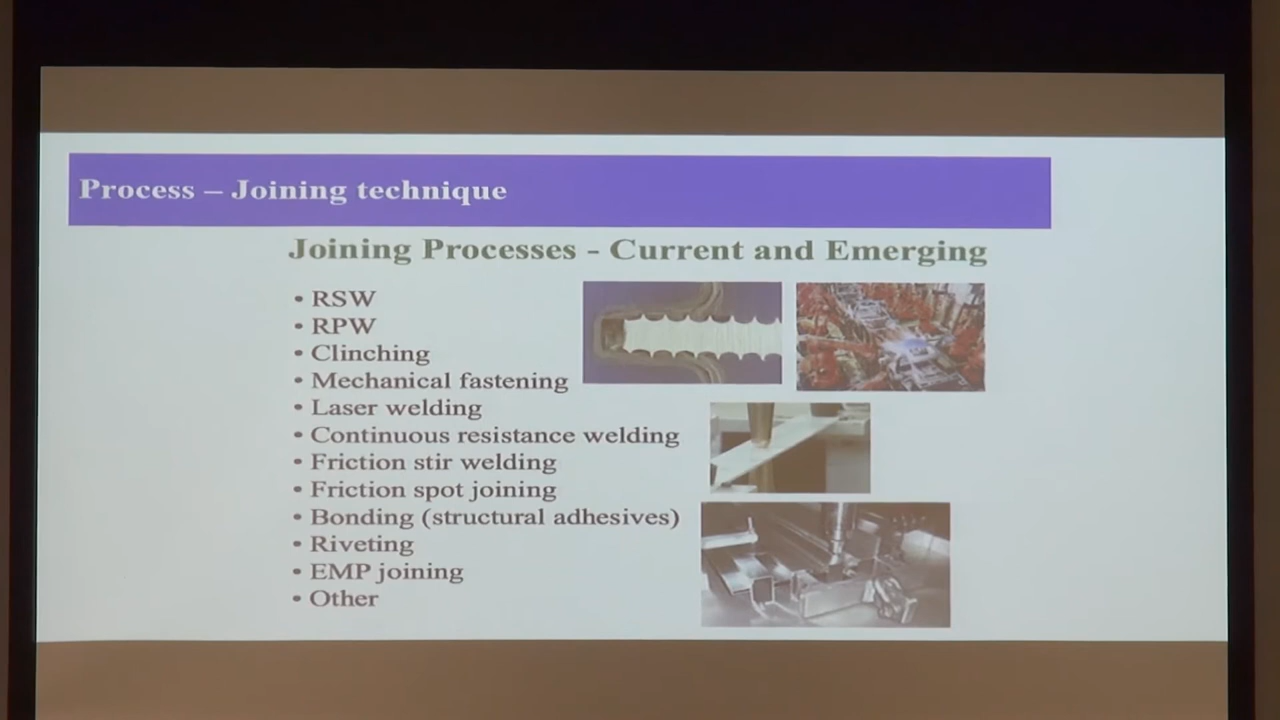 Process – Joining technique
Joining Processes - Current and Emerging
• RSW
• RPW
• Clinching
• Mechanical fastening
• Laser welding
• Continuous resistance welding
• Friction stir welding
• Friction spot joining
• Bonding (structural adhesives)
• Riveting
• EMP joining
• Other